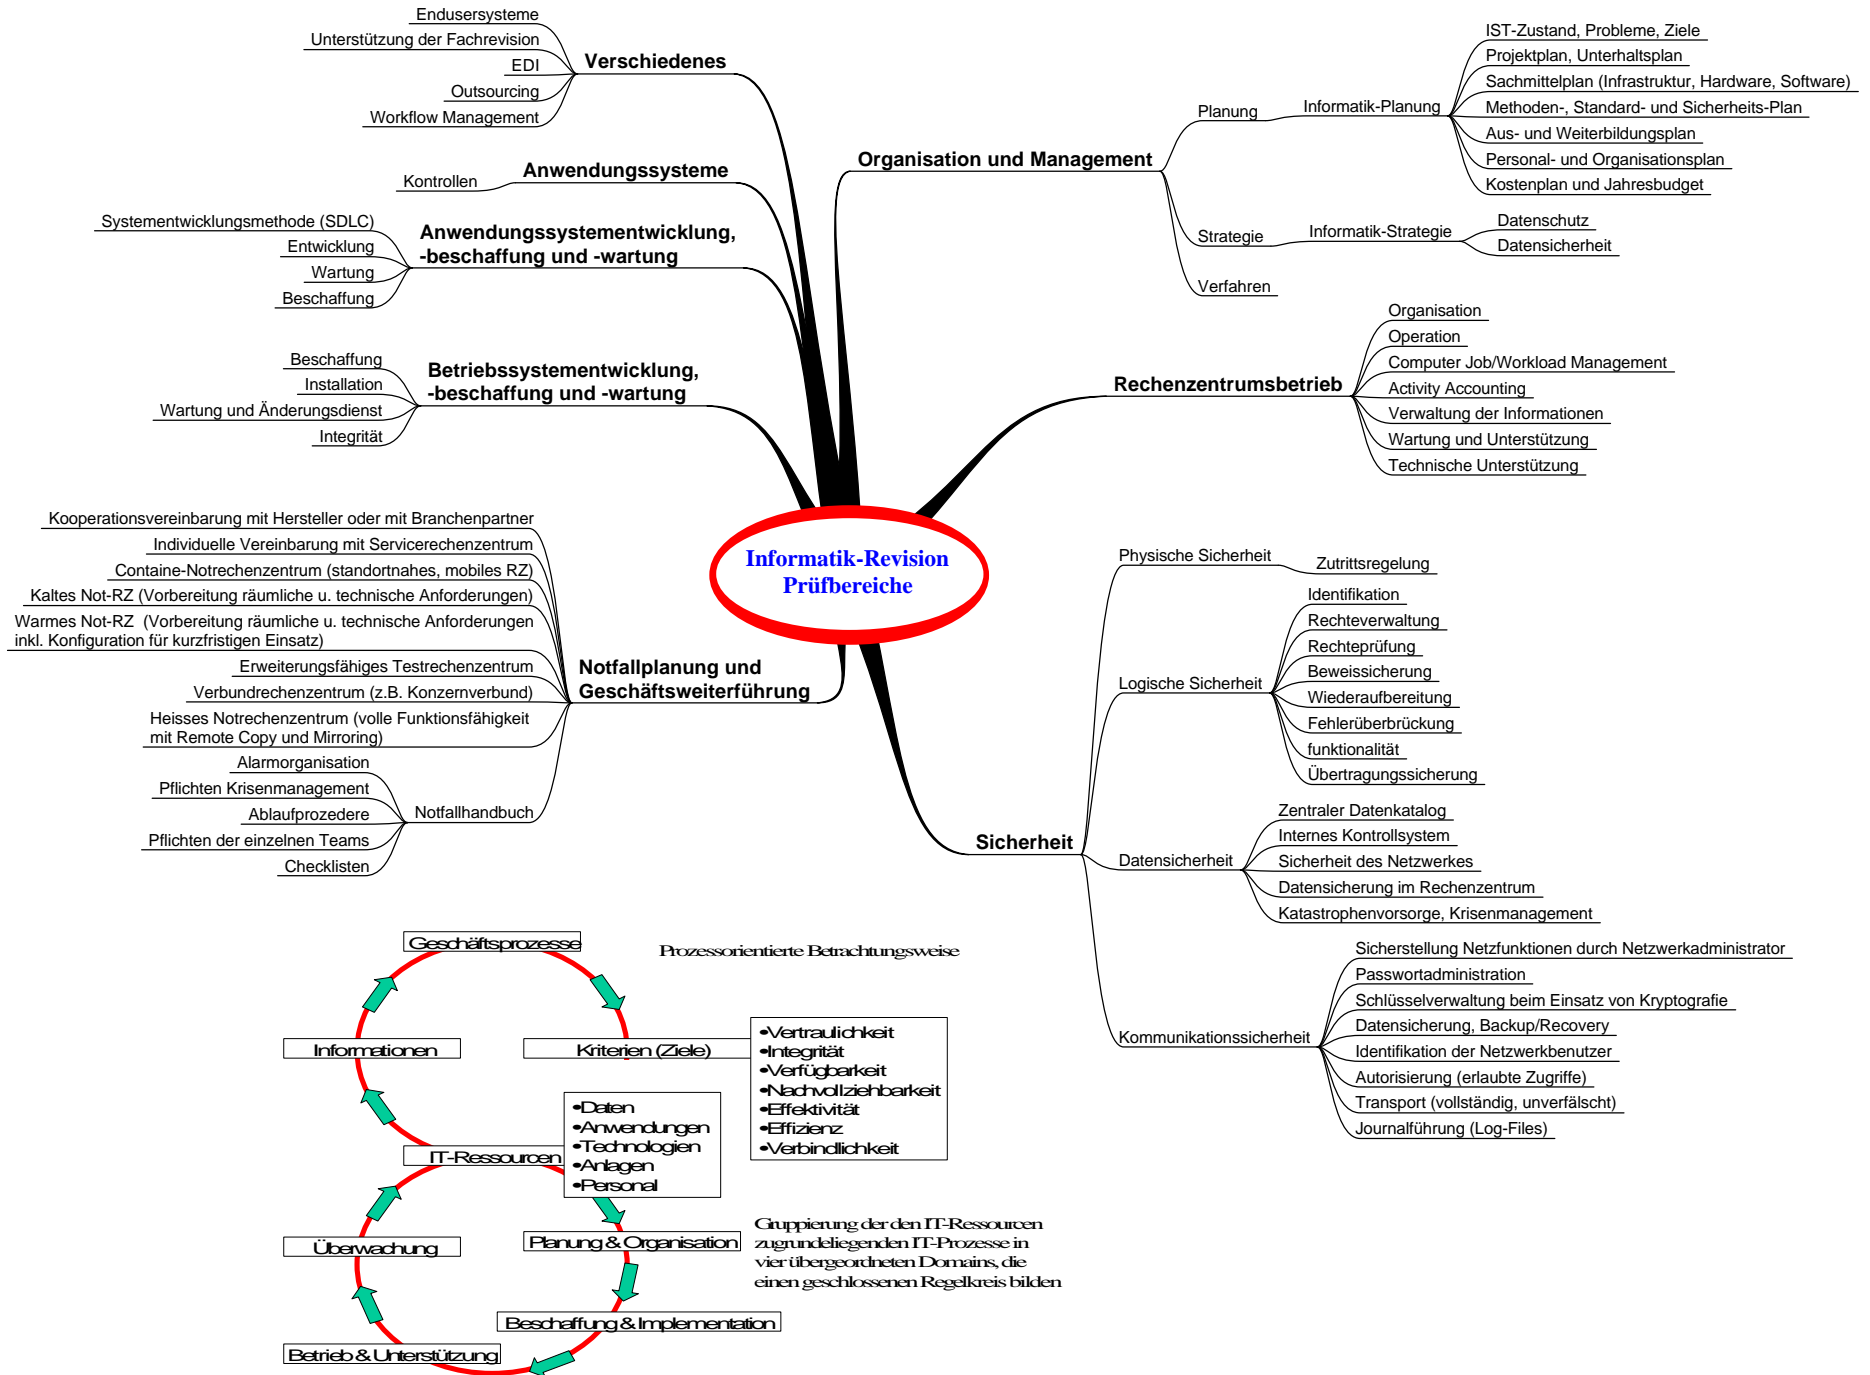 Endusersysteme
Unterstützung der Fachrevision
EDI
Outsourcing
Workflow Management
Verschiedenes
Kontrollen
Anwendungssysteme
Systementwicklungsmethode (SDLC)
Entwicklung
Wartung
Beschaffung
Anwendungssystementwicklung,
-beschaffung und -wartung
Beschaffung
Installation
Wartung und Änderungsdienst
Integrität
Betriebssystementwicklung,
-beschaffung und -wartung
Kooperationsvereinbarung mit Hersteller oder mit Branchenpartner
Individuelle Vereinbarung mit Servicerechenzentrum
Containe-Notrechenzentrum (standortnahes, mobiles RZ)
Kaltes Not-RZ (Vorbereitung räumliche u. technische Anforderungen)
Warmes Not-RZ (Vorbereitung räumliche u. technische Anforderungen
inkl. Konfiguration für kurzfristigen Einsatz)
Erweiterungsfähiges Testrechenzentrum
Verbundrechenzentrum (z.B. Konzernverbund)
Heisses Notrechenzentrum (volle Funktionsfähigkeit
mit Remote Copy und Mirroring)
Alarmorganisation
Pflichten Krisenmanagement
Ablaufprozedere
Pflichten der einzelnen Teams
Checklisten
Notfallhandbuch
Notfallplanung und
Geschäftsweiterführung
Informatik-Revision
Prüfbereiche
Organisation und Management
Planung
Informatik-Planung
IST-Zustand, Probleme, Ziele
Projektplan, Unterhaltsplan
Sachmittelplan (Infrastruktur, Hardware, Software)
Methoden-, Standard- und Sicherheits-Plan
Aus- und Weiterbildungsplan
Personal- und Organisationsplan
Kostenplan und Jahresbudget
Strategie
Informatik-Strategie
Datenschutz
Datensicherheit
Verfahren
Rechenzentrumsbetrieb
Organisation
Operation
Computer Job/Workload Management
Activity Accounting
Verwaltung der Informationen
Wartung und Unterstützung
Technische Unterstützung
Sicherheit
Physische Sicherheit
Zutrittsregelung
Logische Sicherheit
Identifikation
Rechteverwaltung
Rechteprüfung
Beweissicherung
Wiederaufbereitung
Fehlerüberbrückung
funktionalität
Übertragungssicherung
Datensicherheit
Zentraler Datenkatalog
Internes Kontrollsystem
Sicherheit des Netzwerkes
Datensicherung im Rechenzentrum
Katastrophenvorsorge, Krisenmanagement
Kommunikationssicherheit
Sicherstellung Netzfunktionen durch Netzwerkadministrator
Passwortadministration
Schlüsselverwaltung beim Einsatz von Kryptografie
Datensicherung, Backup/Recovery
Identifikation der Netzwerkbenutzer
Autorisierung (erlaubte Zugriffe)
Transport (vollständig, unverfälscht)
Journalführung (Log-Files)
Prozessorientierte Betrachtungsweise
Geschäftsprozesse
Informationen
Kriterien (Ziele)
•Vertraulichkeit
•Integrität
•Verfügbarkeit
•Nachvollziehbarkeit
•Effektivität
•Effizienz
•Verbindlichkeit
IT-Ressourcen
•Daten
•Anwendungen
•Technologien
•Anlagen
•Personal
Überwachung
Planung & Organisation
Beschaffung & Implementation
Betrieb & Unterstützung
Gruppierung der den IT-Ressourcen
zugrundeliegenden IT-Prozesse in
vier übergeordneten Domains, die
einen geschlossenen Regelkreis bilden